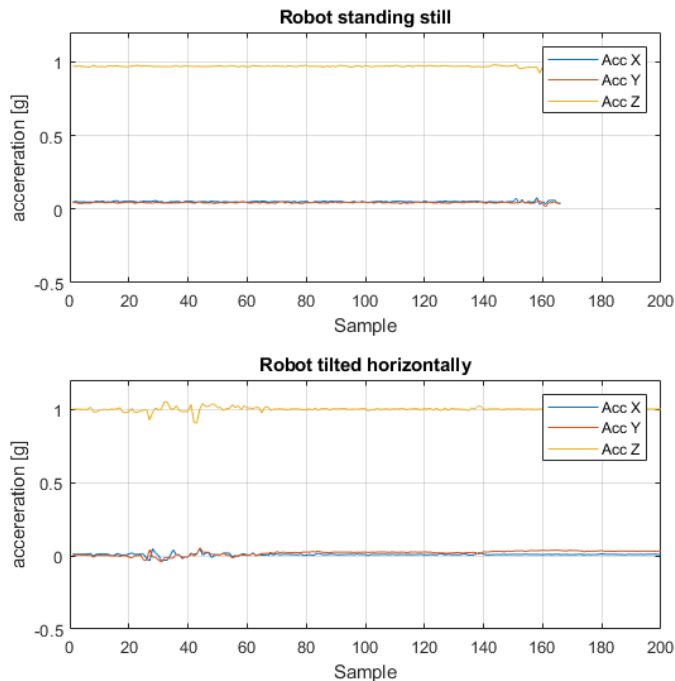 Robot standing still
1
0.5
0
-0.5
accereration [g]
Acc X
Acc Y
Acc Z
0 20 40 60 80 100 120 140 160 180 200
Sample
Robot tilted horizontally
1
0.5
0
-0.5
accereration [g]
Acc X
Acc Y
Acc Z
0 20 40 60 80 100 120 140 160 180 200
Sample